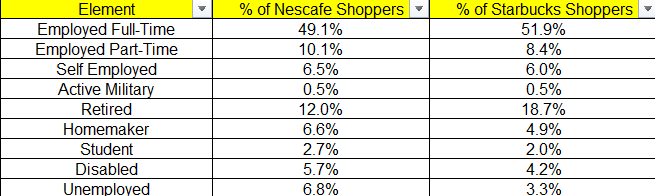 Element % of Nescafe Shoppers % of Starbucks Shoppers
Employed Full-Time 49.1% 51.9%
Employed Part-Time 10.1% 8.4%
Self Employed 6.5% 6.0%
Active Military 0.5% 0.5%
Retired 12.0% 18.7%
Homemaker 6.6% 4.9%
Student 2.7% 2.0%
Disabled 5.7% 4.2%
Unemployed 6.8% 3.3%